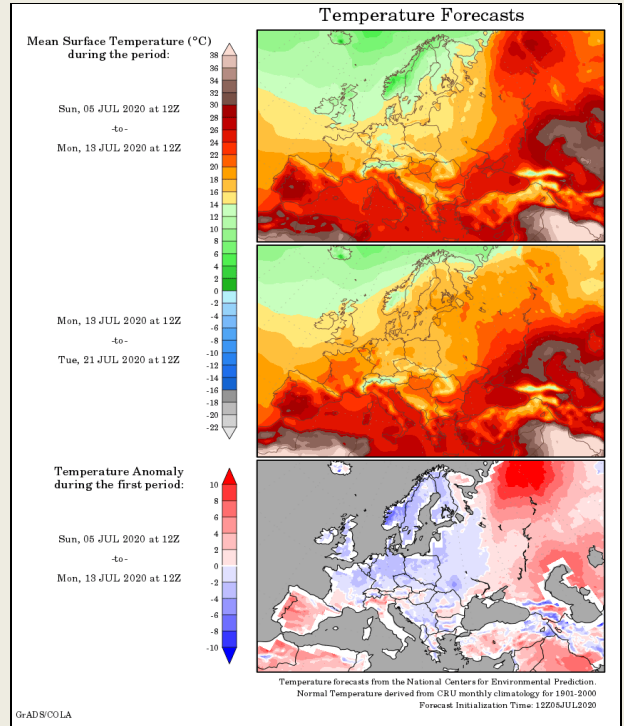 Temperature Forecasts
Mean Surface Temperature (°C)
during the period:
Sun, 05 JUL 2020 at 12Z
-to-
Mon, 13 JUL 2020 at 12Z
38
36
34
32
30
28
26
24
22
20
18
16
14
12
10
8
6
4
2
0
-2
-4
-6
-8
-10
-12
-14
-16
-18
-20
-22
Mon, 13 JUL 2020 at 12Z
-to-
Tue, 21 JUL 2020 at 12Z
Temperature Anomaly
during the first period:
Sun, 05 JUL 2020 at 12Z
-to-
Mon, 13 JUL 2020 at 12Z
10
8
6
4
2
0
-2
-4
-6
-8
-10
Temperature forecasts from the National Centers for Environmental Prediction.
Normal Temperature derived from CRU monthly climatology for 1901-2000
Forecast Initialization Time: 12Z05JUL2020
GrADS/COLA